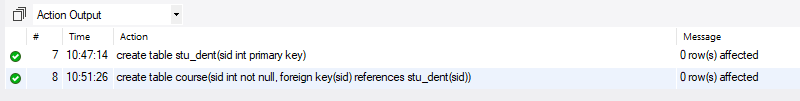 Action Output
# Time Action Message
7 10:47:14 create table stu_dent(sid int primary key) 0 row(s) affected
8 10:51:26 create table course(sid int not null, foreign key(sid) references stu_dent(sid)) 0 row(s) affected